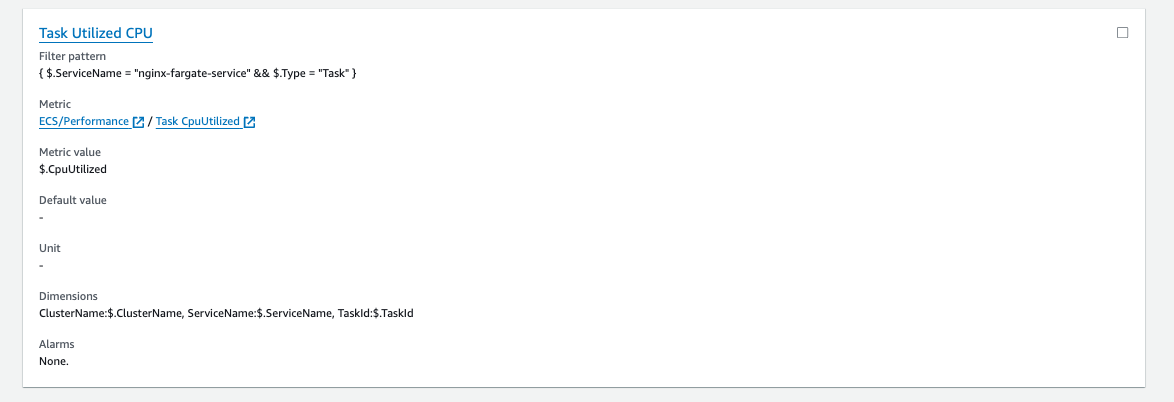 Task Utilized CPU
Filter pattern
{ $.ServiceName = "nginx-fargate-service" && $.Type = "Task" }
Metric
ECS/Performance / Task CpuUtilized
Metric value
$.CpuUtilized
Default value
-
Unit
-
Dimensions
ClusterName:$.ClusterName, ServiceName:$.ServiceName, TaskId:$.TaskId
Alarms
None.